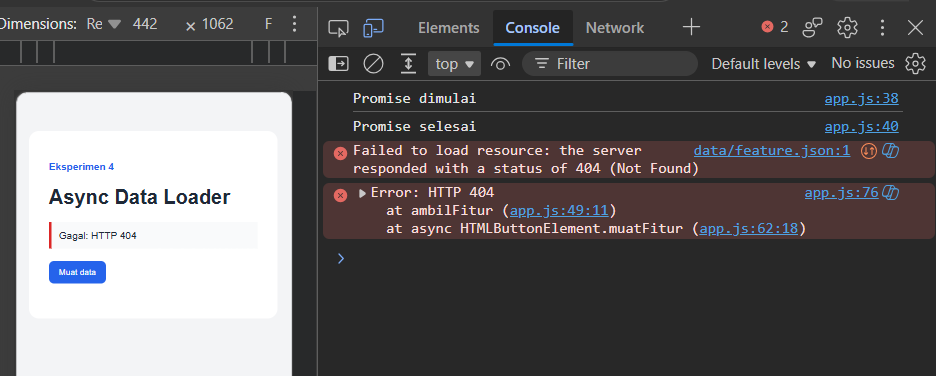 Dimensions: Re 442 × 1062 F
Elements Console Network 2
top Filter Default levels No issues
Promise dimulai app.js:38
Promise selesai app.js:40
Failed to load resource: the server data/feature.json:1
responded with a status of 404 (Not Found)
Error: HTTP 404 app.js:76
at ambilFitur (app.js:49:11)
at async HTMLButtonElement.muatFitur (app.js:62:18)
Eksperimen 4
Async Data Loader
Gagal: HTTP 404
Muat data